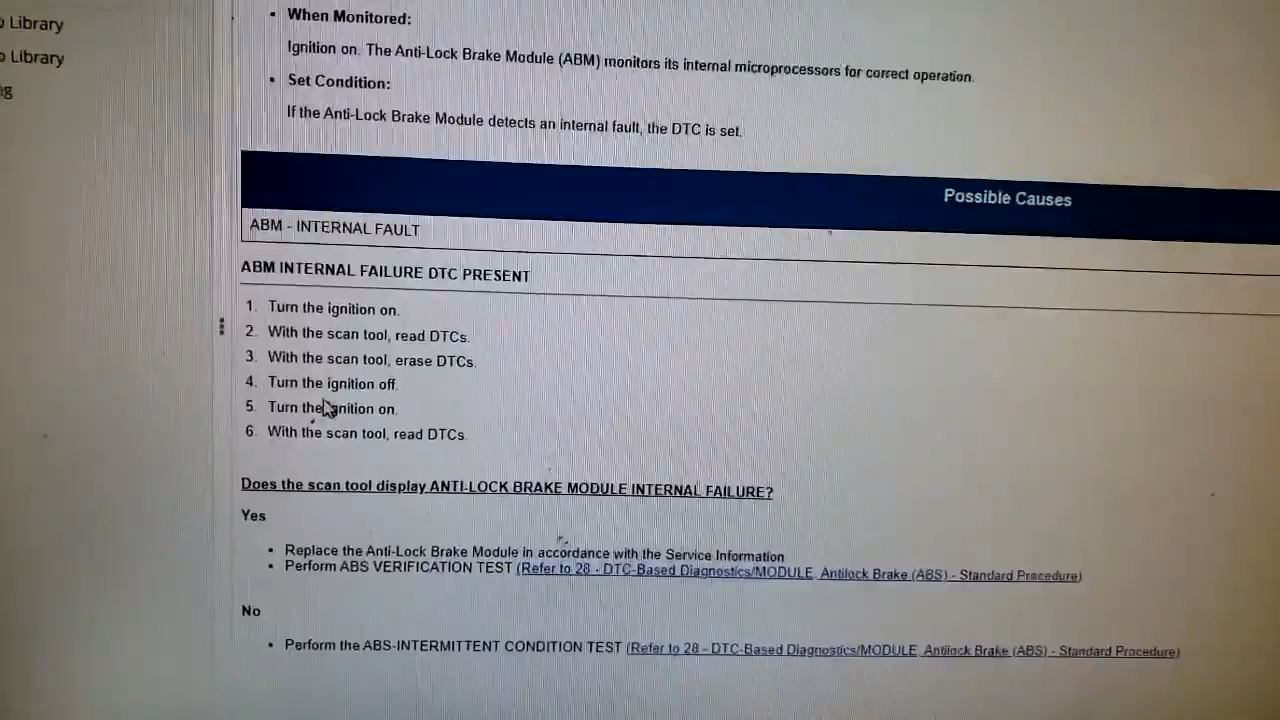 Library
Library
• When Monitored:
Ignition on. The Anti-Lock Brake Module (ABM) monitors its internal microprocessors for correct operation.
• Set Condition:
If the Anti-Lock Brake Module detects an internal fault, the DTC is set.
Possible Causes
ABM - INTERNAL FAULT
ABM INTERNAL FAILURE DTC PRESENT
1. Turn the ignition on.
2. With the scan tool, read DTCs.
3. With the scan tool, erase DTCs.
4. Turn the ignition off.
5. Turn the ignition on.
6. With the scan tool, read DTCs.
Does the scan tool display ANTI-LOCK BRAKE MODULE INTERNAL FAILURE?
Yes
• Replace the Anti-Lock Brake Module in accordance with the Service Information
• Perform ABS VERIFICATION TEST (Refer to 28 - DTC-Based Diagnostics/MODULE, Antilock Brake (ABS) - Standard Procedure)
No
• Perform the ABS-INTERMITTENT CONDITION TEST (Refer to 28 - DTC-Based Diagnostics/MODULE, Antilock Brake (ABS) - Standard Procedure)